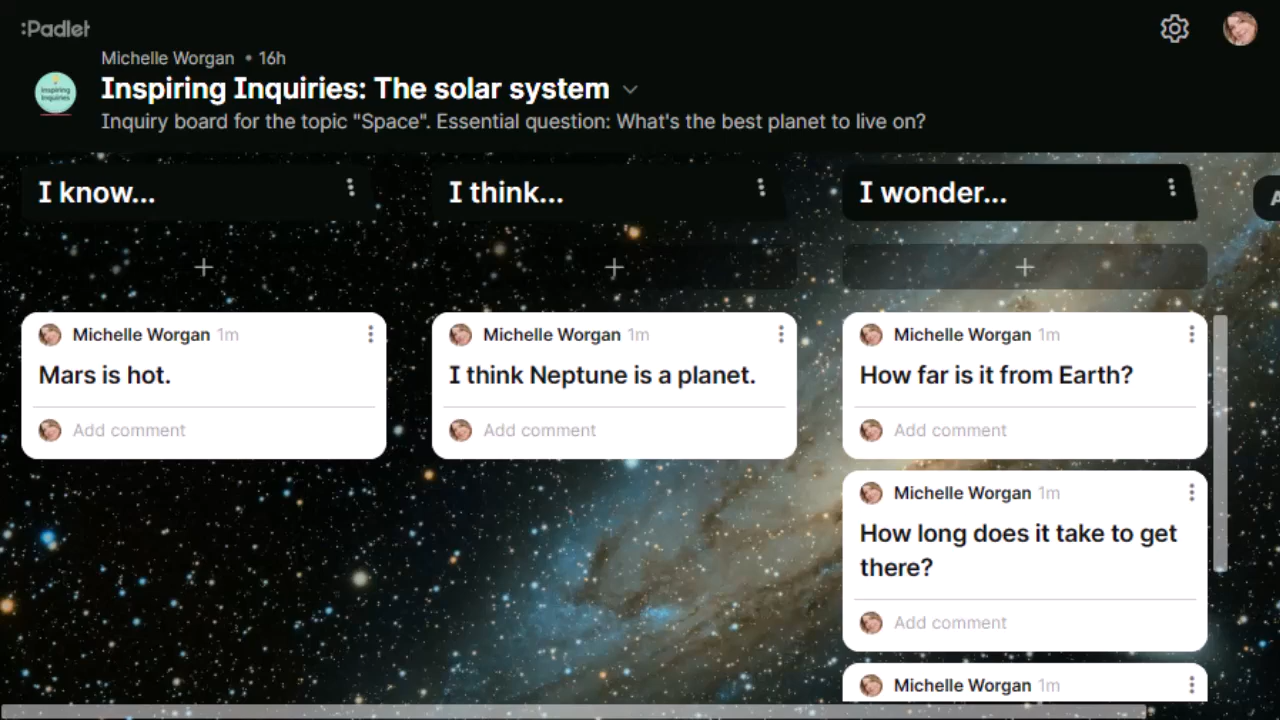 :Padlet
Michelle Worgan • 16h
Inspiring Inquiries
Inspiring Inquiries: The solar system
Inquiry board for the topic "Space". Essential question: What's the best planet to live on?
I know...
I think...
I wonder...
A
Michelle Worgan 1m
Mars is hot.
Add comment
Michelle Worgan 1m
I think Neptune is a planet.
Add comment
Michelle Worgan 1m
How far is it from Earth?
Add comment
Michelle Worgan 1m
How long does it take to get
there?
Add comment
Michelle Worgan 1m